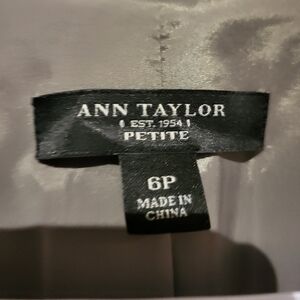 ANN TAYLOR
EST. 1954
PETITE
6P
MADE IN
CHINA